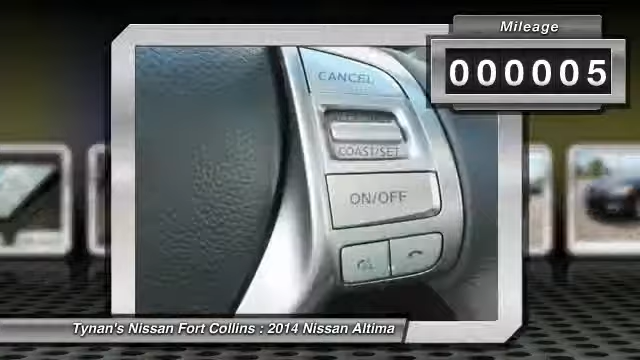 Mileage
000005
CANCEL
COAST/SET
ON/OFF
Tynan's Nissan Fort Collins : 2014 Nissan Altima